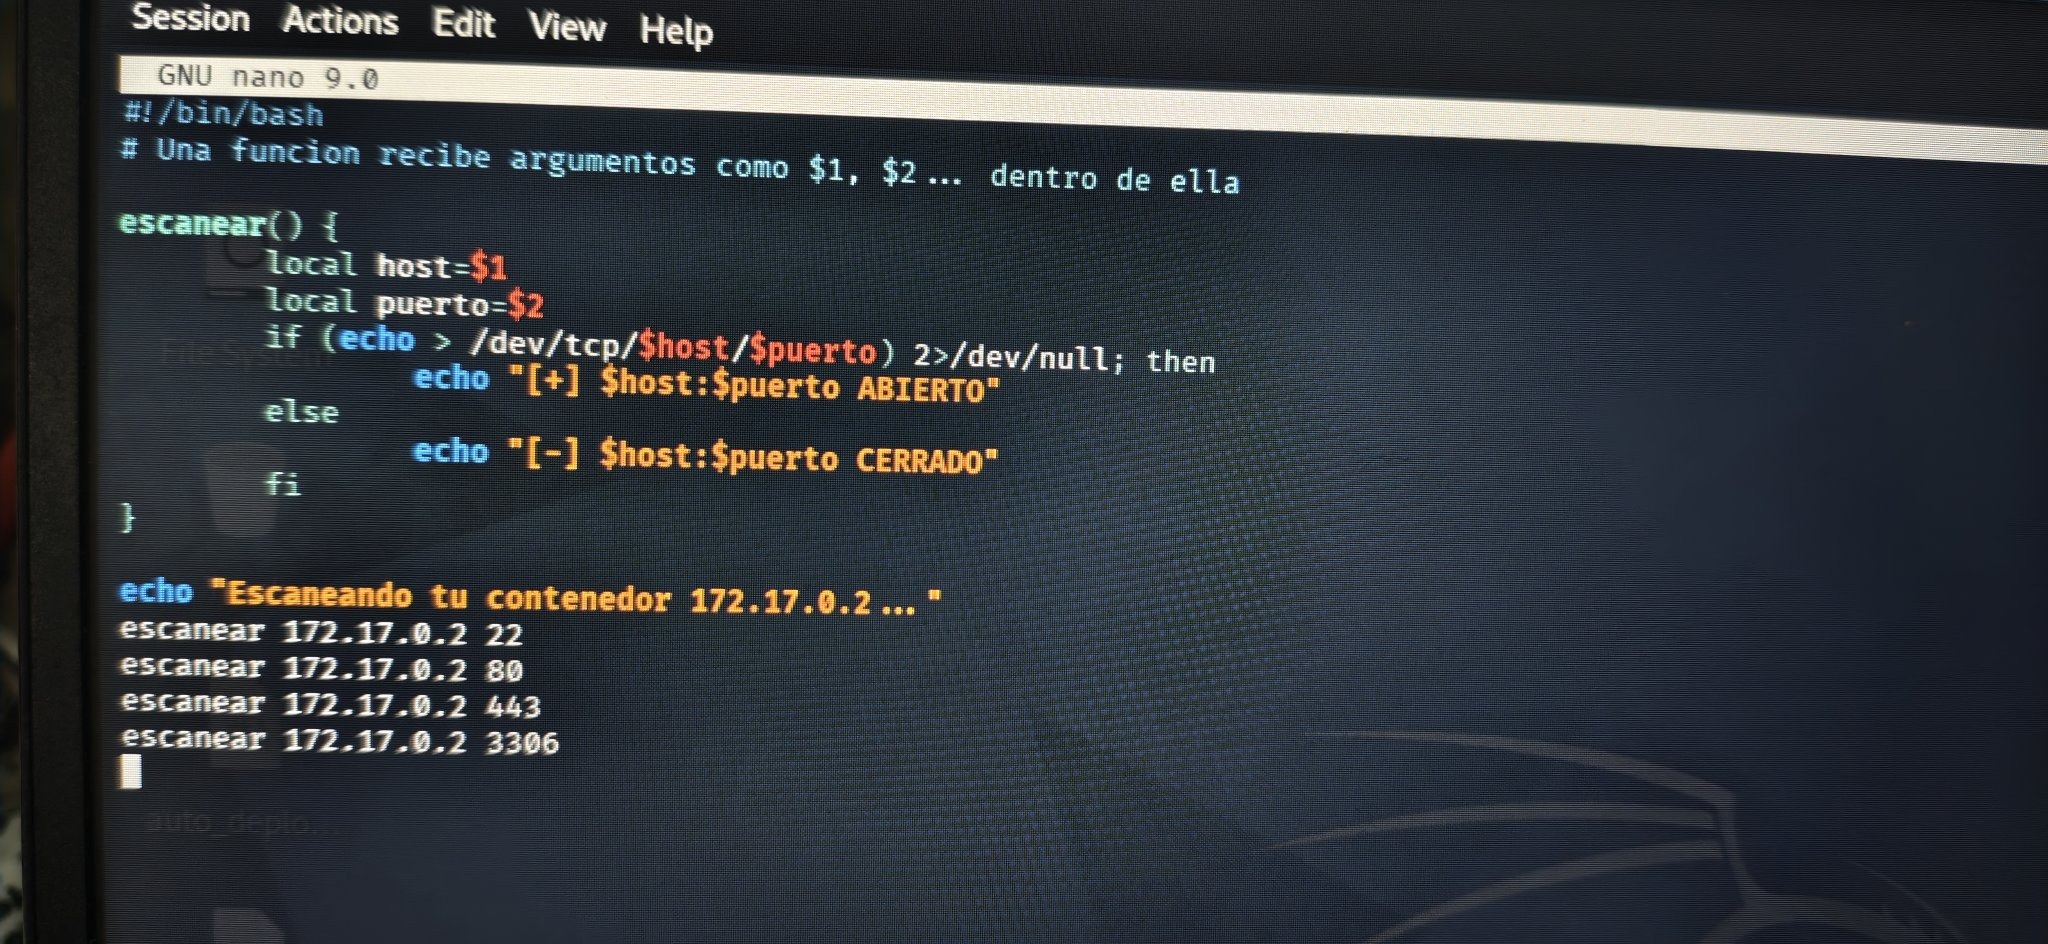 Session Actions Edit View Help
GNU nano 9.0
#!/bin/bash
# Una funcion recibe argumentos como $1, $2... dentro de ella
escanear() {
local host=$1
local puerto=$2
if (echo > /dev/tcp/$host/$puerto) 2>/dev/null; then
echo "[+] $host:$puerto ABIERTO"
else
echo "[-] $host:$puerto CERRADO"
fi
}
echo "Escaneando tu contenedor 172.17.0.2..."
escanear 172.17.0.2 22
escanear 172.17.0.2 80
escanear 172.17.0.2 443
escanear 172.17.0.2 3306
auto_deplo...